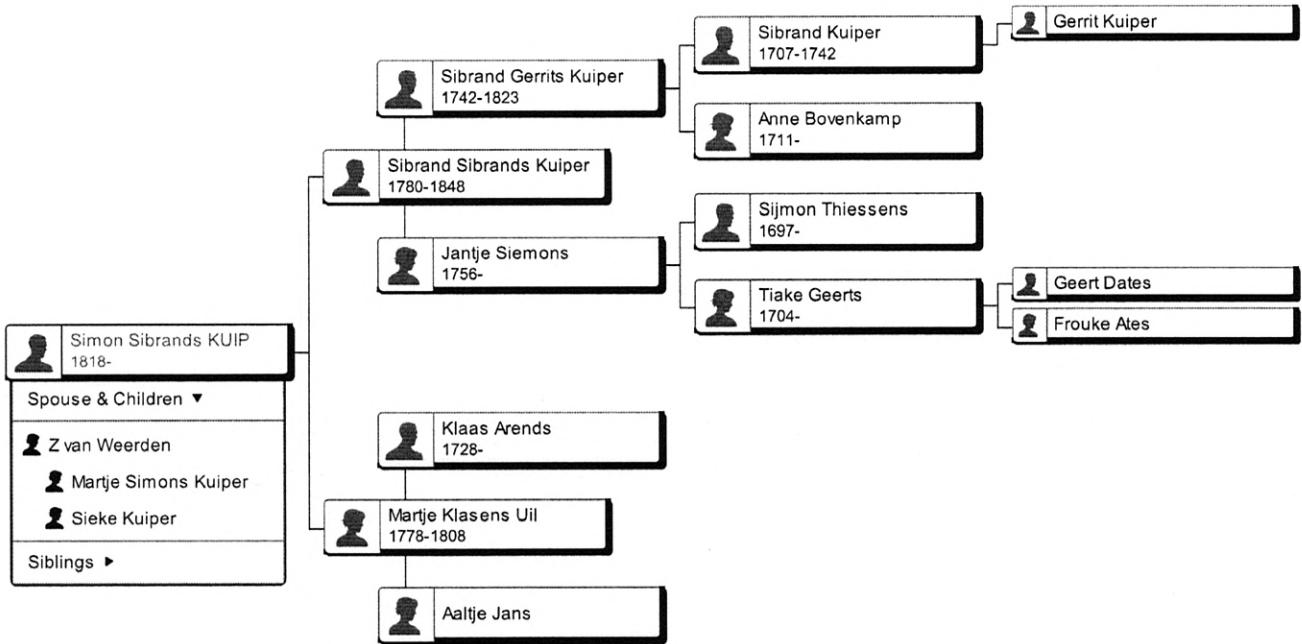 Gerrit Kuiper
Sibrand Kuiper
1707-1742
Sibrand Gerrits Kuiper
1742-1823
Anne Bovenkamp
1711-
Sibrand Sibrands Kuiper
1780-1848
Sijmon Thiessens
1697-
Jantje Siemons
1756-
Tiake Geerts
1704-
Geert Dates
Frouke Ates
Simon Sibrands KUIP
1818-
Spouse & Children ▼
Z van Weerden
Martje Simons Kuiper
Sieke Kuiper
Siblings ►
Klaas Arends
1728-
Martje Klasens Uil
1778-1808
Aaltje Jans